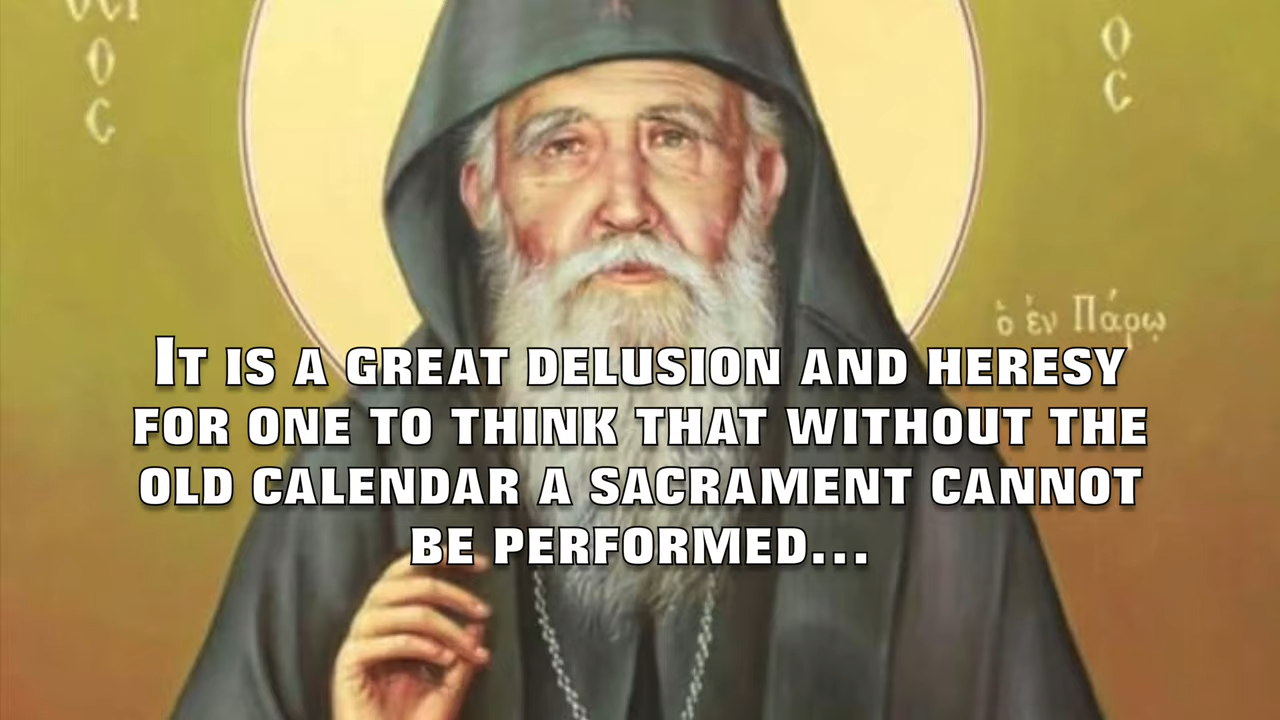 ὁ ἐν Πάρῳ
It is a great delusion and heresy
for one to think that without the
old calendar a sacrament cannot
be performed...